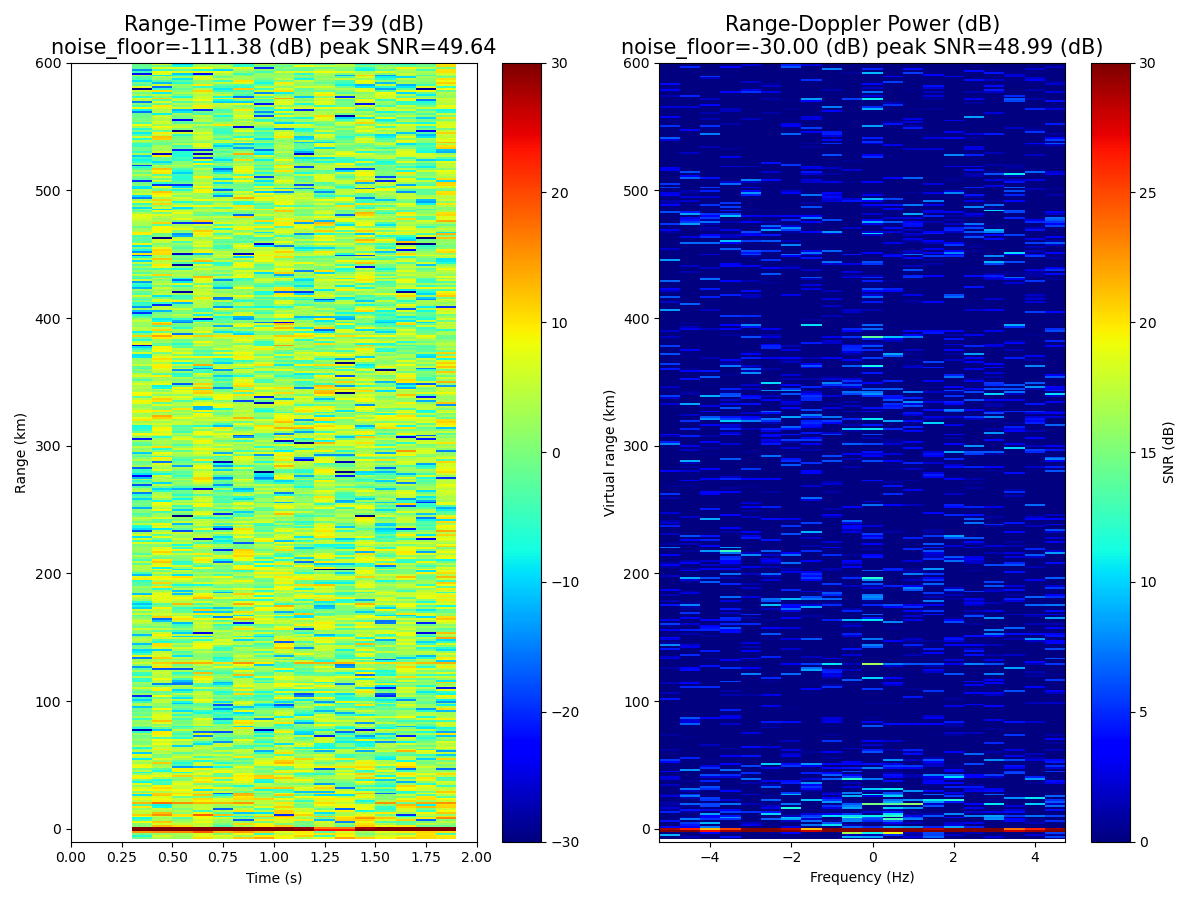 Range-Time Power f=39 (dB)
noise_floor=-111.38 (dB) peak SNR=49.64
600
500
400
300
200
100
0
Range (km)
0.00 0.25 0.50 0.75 1.00 1.25 1.50 1.75 2.00
Time (s)
30
20
10
0
−10
−20
−30
Range-Doppler Power (dB)
noise_floor=-30.00 (dB) peak SNR=48.99 (dB)
600
500
400
300
200
100
0
Virtual range (km)
−4 −2 0 2 4
Frequency (Hz)
30
25
20
15
10
5
0
SNR (dB)